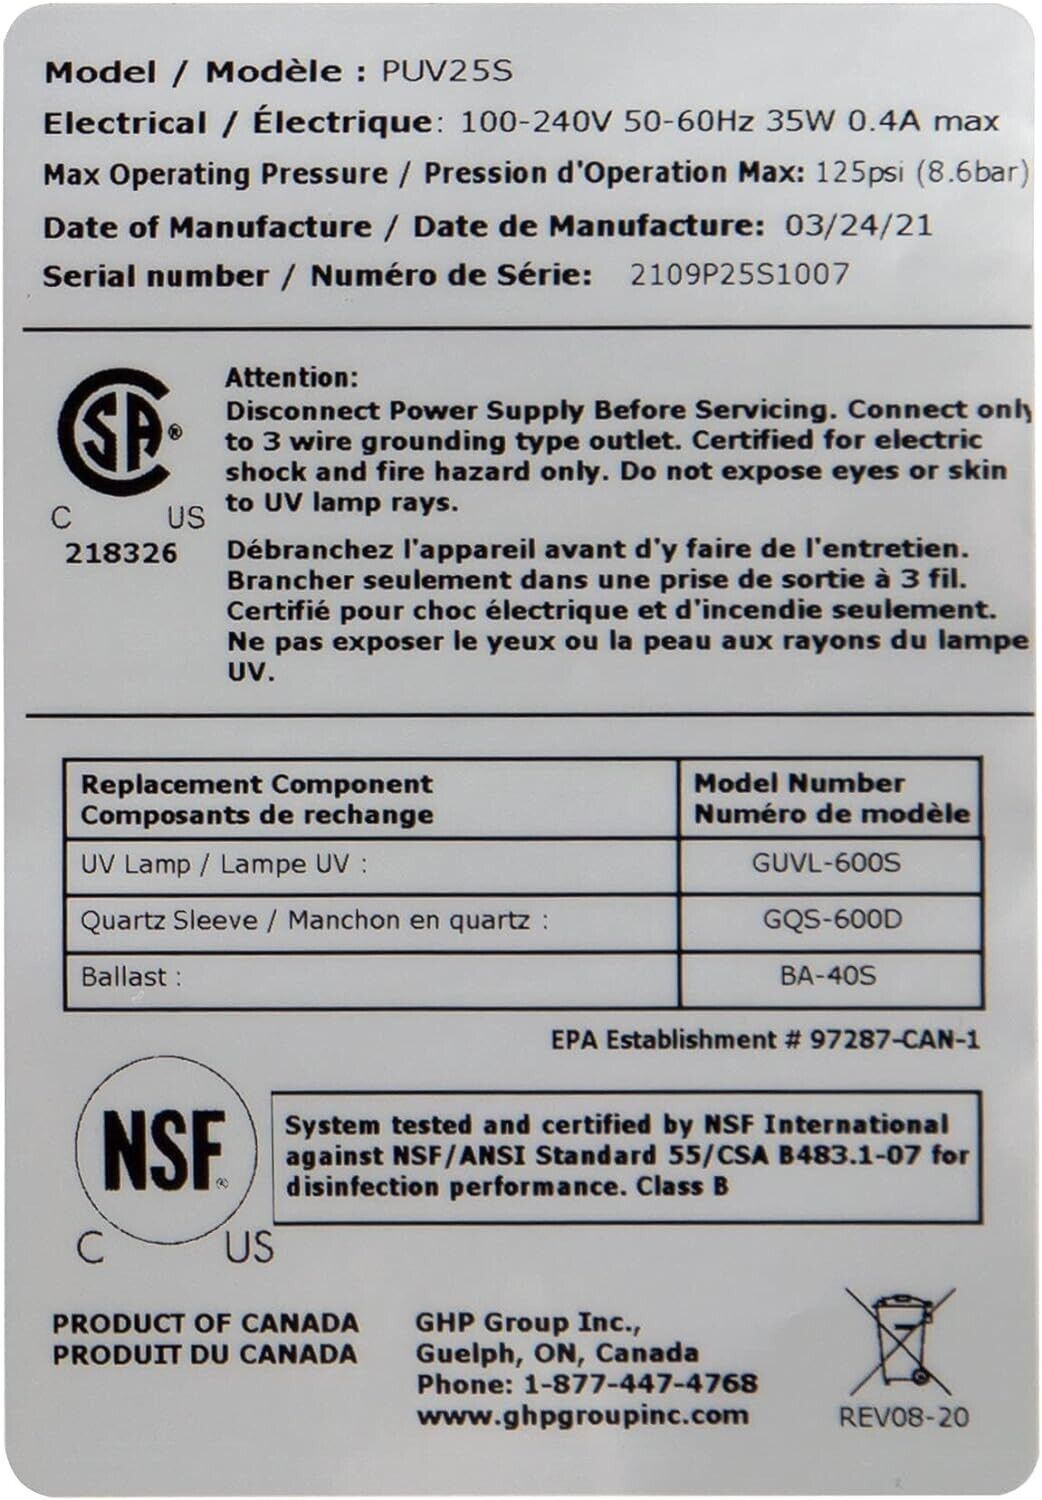 Model / Modèle : PUV25S
Electrical / Électrique: 100-240V 50-60Hz 35W 0.4A max
Max Operating Pressure / Pression d'Operation Max: 125psi (8.6bar)
Date of Manufacture / Date de Manufacture: 03/24/21
Serial number / Numéro de Série: 2109P25S1007
SA®
C US
218326
Attention:
Disconnect Power Supply Before Servicing. Connect only
to 3 wire grounding type outlet. Certified for electric
shock and fire hazard only. Do not expose eyes or skin
to UV lamp rays.
Débranchez l'appareil avant d'y faire de l'entretien.
Brancher seulement dans une prise de sortie à 3 fil.
Certifié pour choc électrique et d'incendie seulement.
Ne pas exposer le yeux ou la peau aux rayons du lampe
UV.
Replacement Component Model Number
Composants de rechange Numéro de modèle
UV Lamp / Lampe UV : GUVL-600S
Quartz Sleeve / Manchon en quartz : GQS-600D
Ballast : BA-40S
EPA Establishment # 97287-CAN-1
NSF®
C US
System tested and certified by NSF International
against NSF/ANSI Standard 55/CSA B483.1-07 for
disinfection performance. Class B
PRODUCT OF CANADA
PRODUIT DU CANADA
GHP Group Inc.,
Guelph, ON, Canada
Phone: 1-877-447-4768
www.ghpgroupinc.com
REV08-20